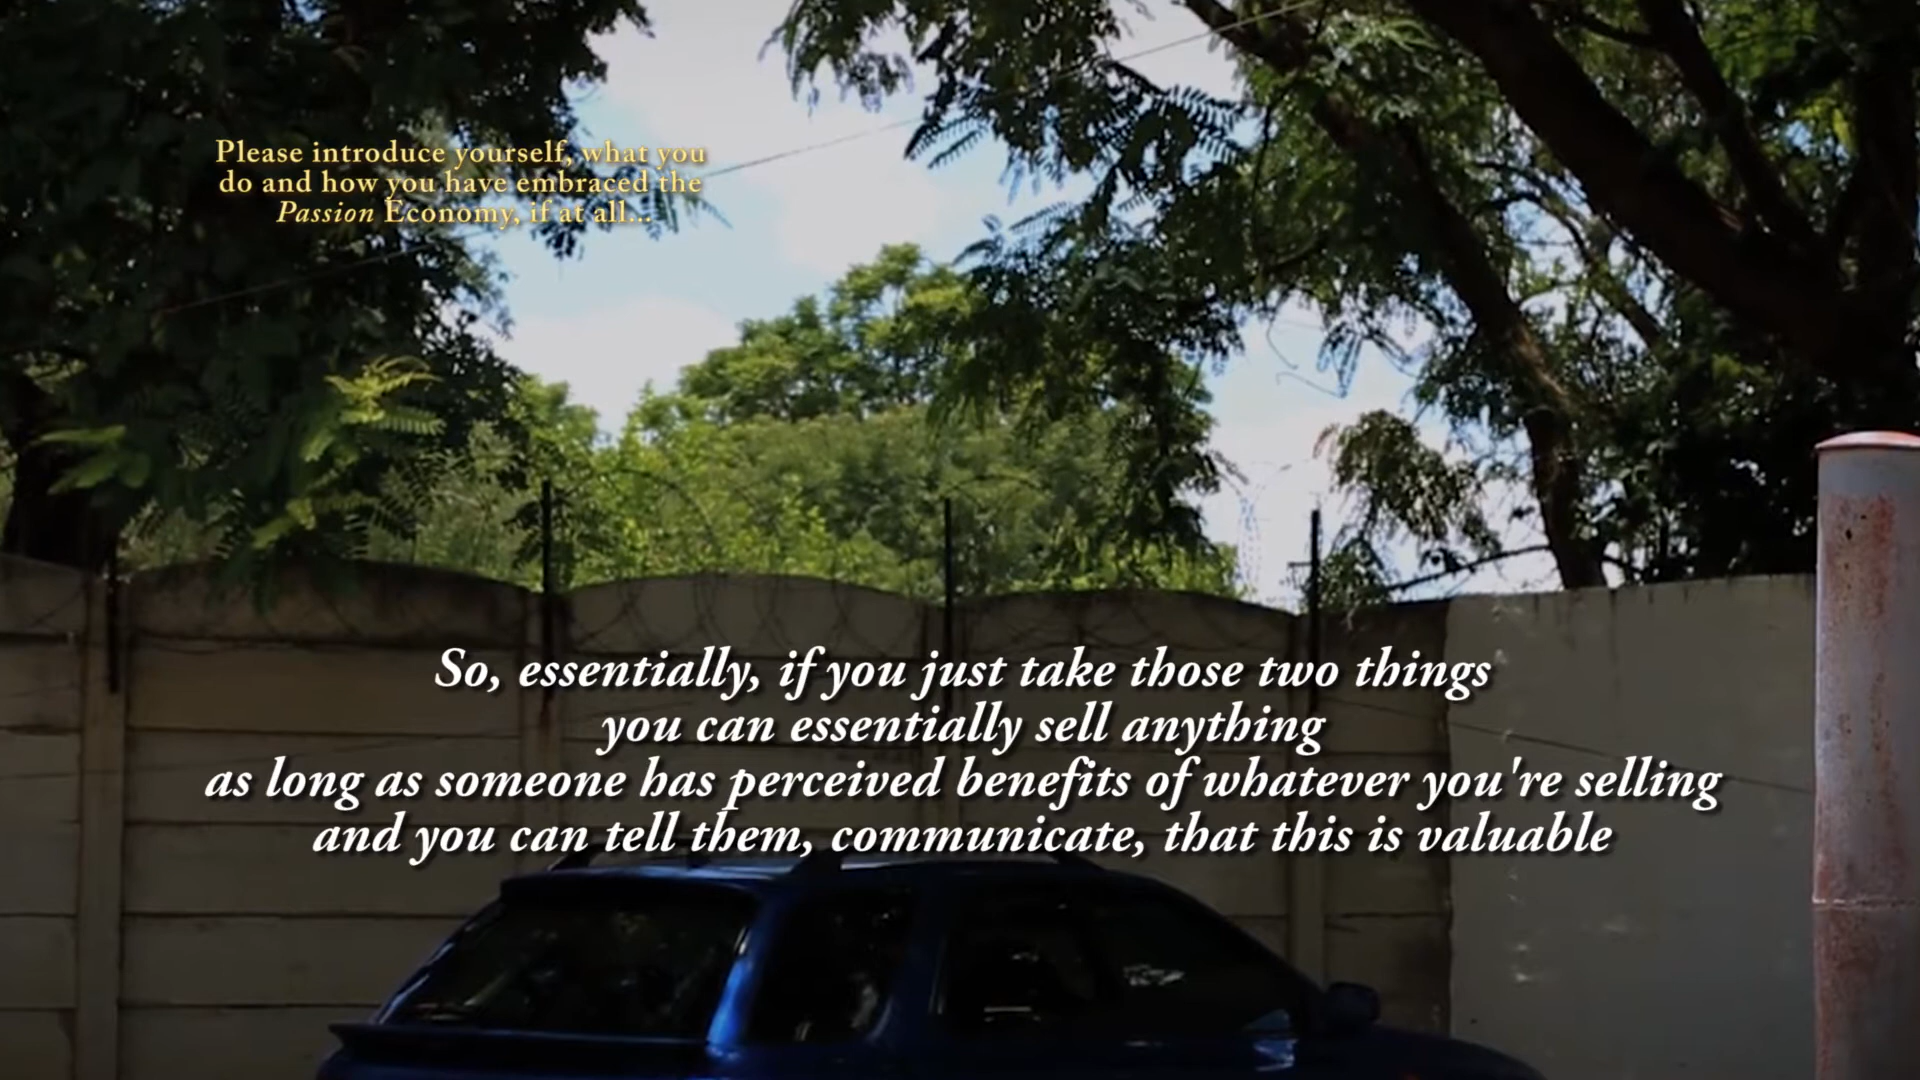 Please introduce yourself, what you
do and how you have embraced the
Passion Economy, if at all...
So, essentially, if you just take those two things
you can essentially sell anything
as long as someone has perceived benefits of whatever you're selling
and you can tell them, communicate, that this is valuable